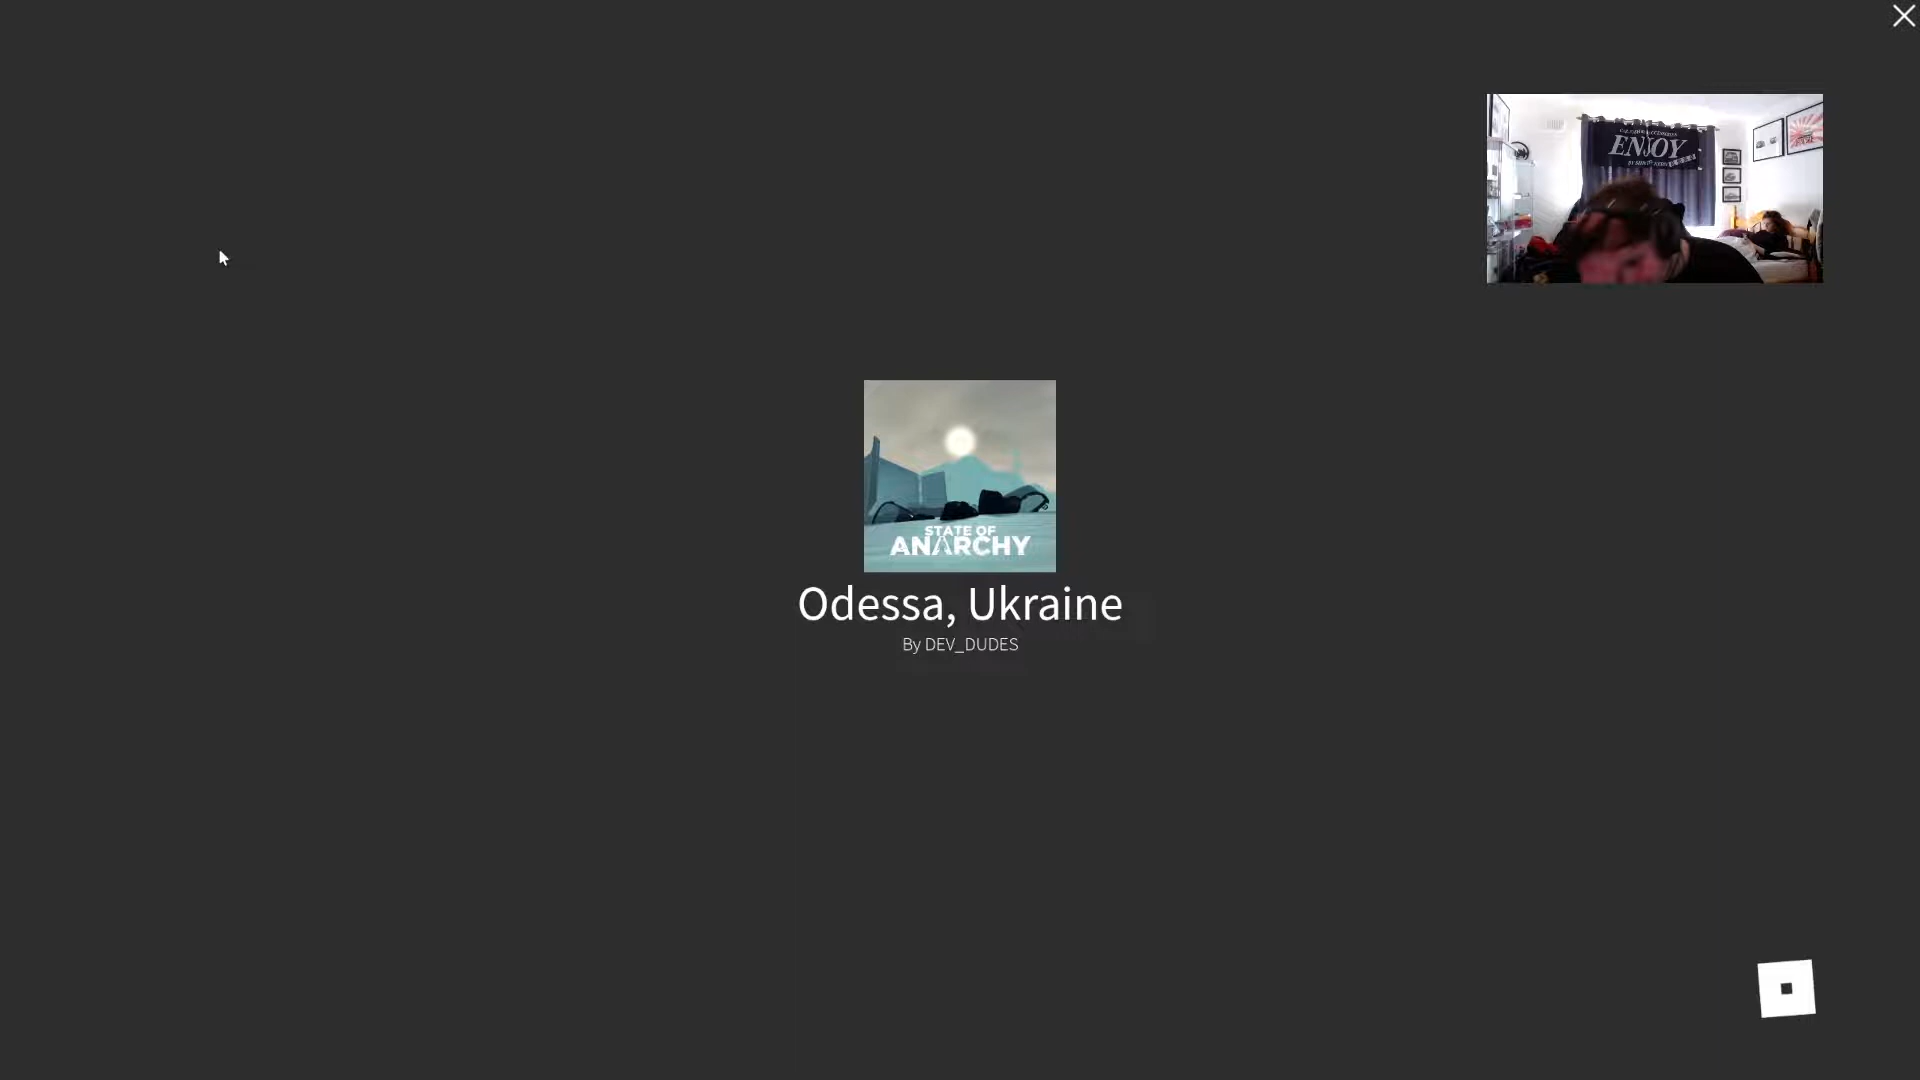 ENJOY
STATE OF
ANARCHY
Odessa, Ukraine
By DEV_DUDES